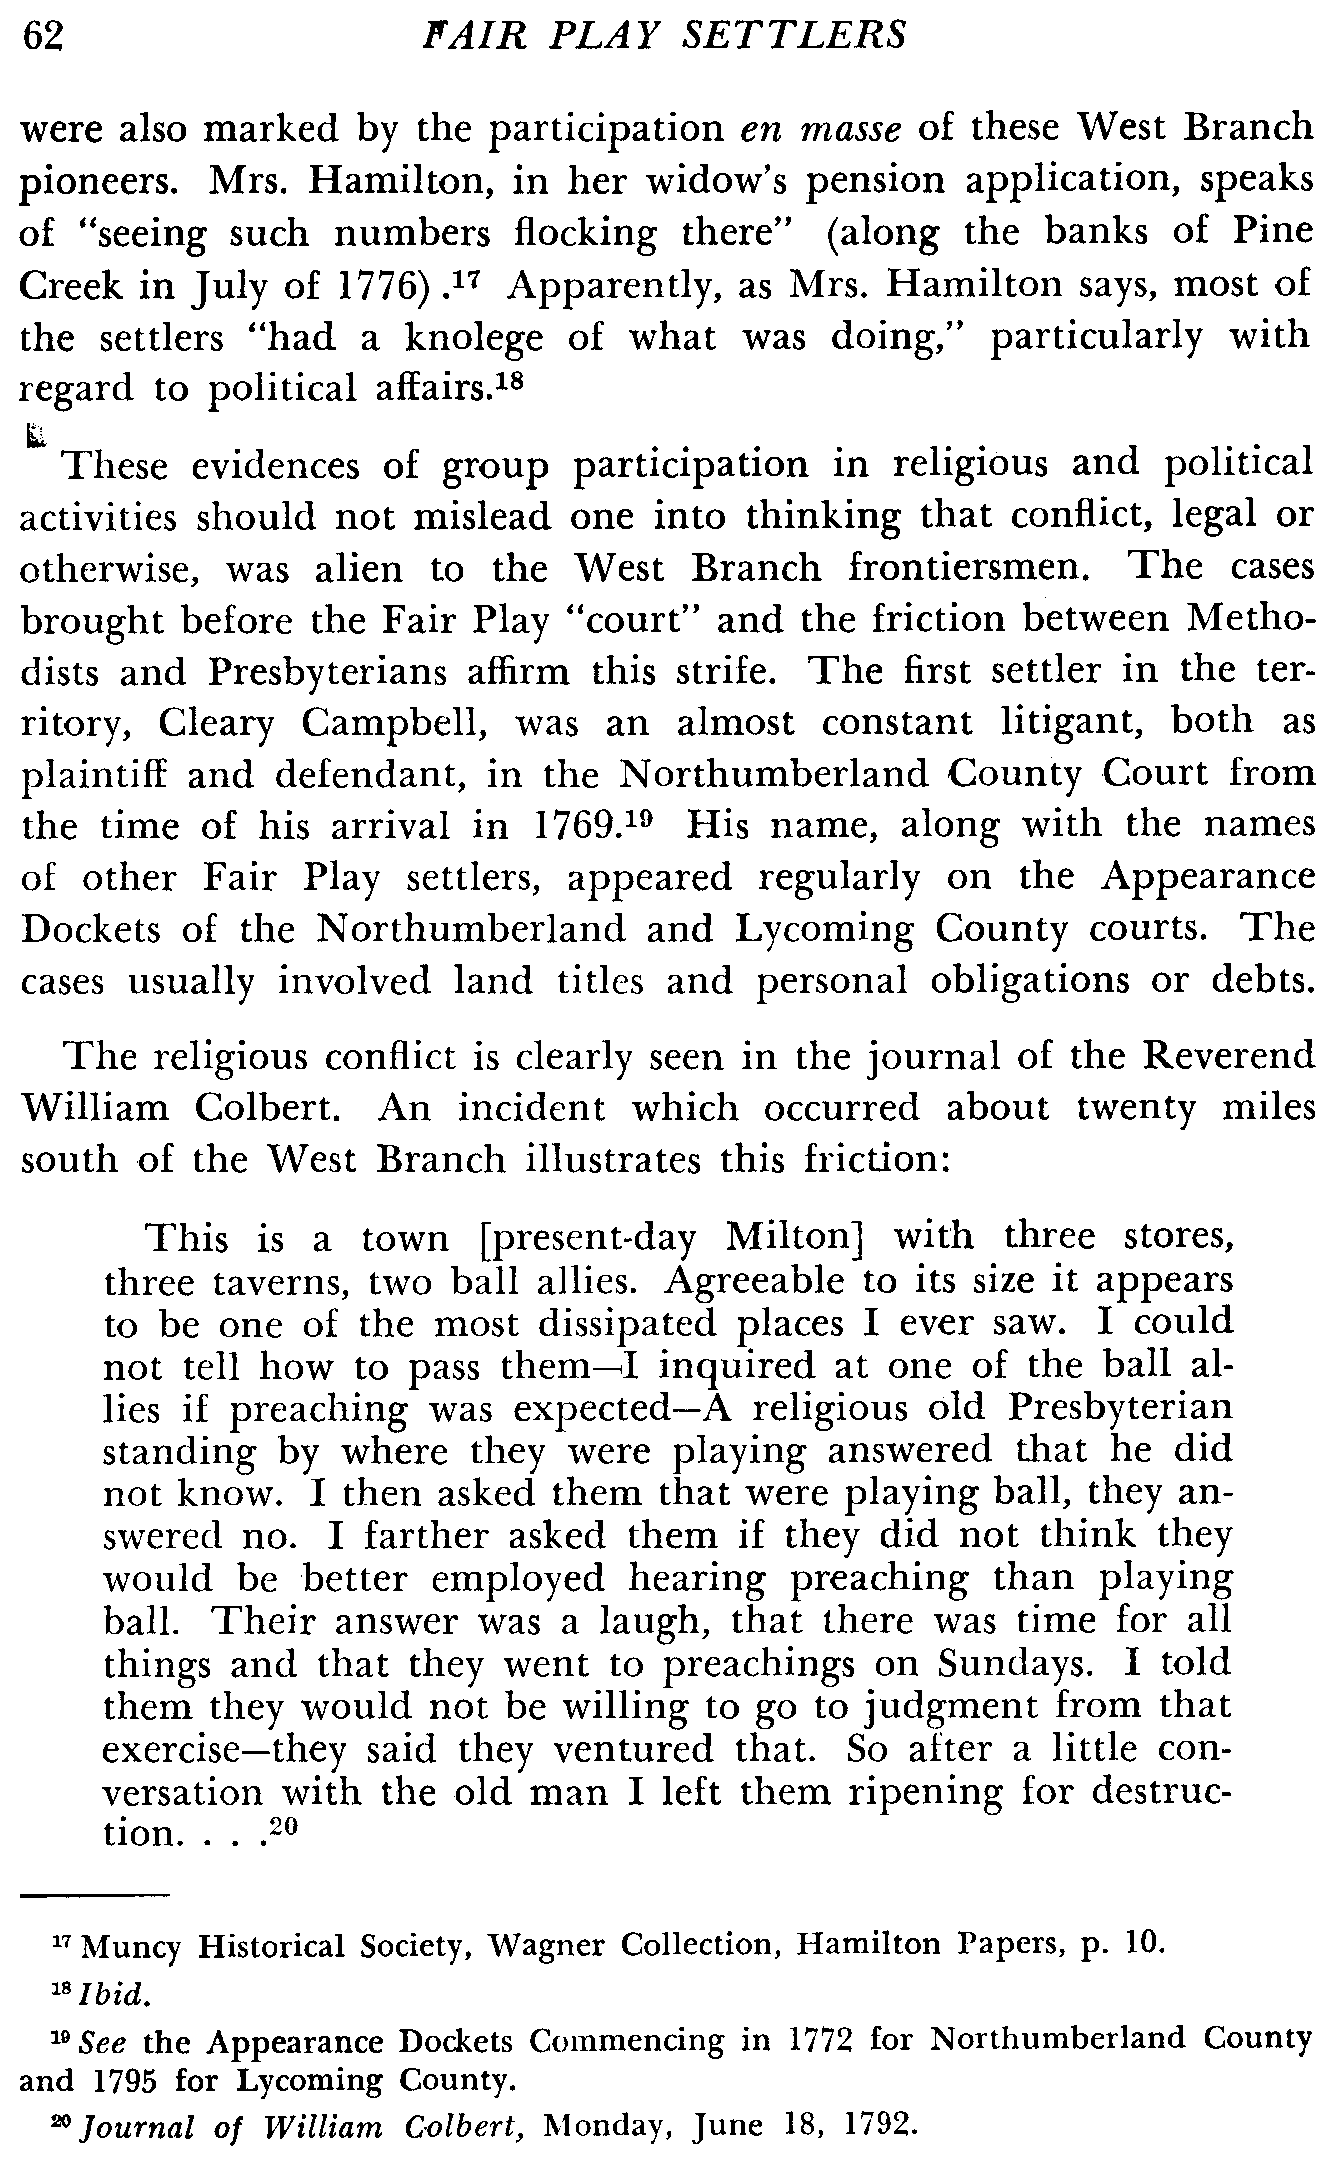 62 FAIR PLAY SETTLERS
were also marked by the participation en masse of these West Branch
pioneers. Mrs. Hamilton, in her widow's pension application, speaks
of "seeing such numbers flocking there" (along the banks of Pine
Creek in July of 1776).¹⁷ Apparently, as Mrs. Hamilton says, most of
the settlers "had a knolege of what was doing," particularly with
regard to political affairs.¹⁸
These evidences of group participation in religious and political
activities should not mislead one into thinking that conflict, legal or
otherwise, was alien to the West Branch frontiersmen. The cases
brought before the Fair Play "court" and the friction between Metho-
dists and Presbyterians affirm this strife. The first settler in the ter-
ritory, Cleary Campbell, was an almost constant litigant, both as
plaintiff and defendant, in the Northumberland County Court from
the time of his arrival in 1769.¹⁹ His name, along with the names
of other Fair Play settlers, appeared regularly on the Appearance
Dockets of the Northumberland and Lycoming County courts. The
cases usually involved land titles and personal obligations or debts.
The religious conflict is clearly seen in the journal of the Reverend
William Colbert. An incident which occurred about twenty miles
south of the West Branch illustrates this friction:
This is a town [present-day Milton] with three stores,
three taverns, two ball allies. Agreeable to its size it appears
to be one of the most dissipated places I ever saw. I could
not tell how to pass them—I inquired at one of the ball al-
lies if preaching was expected—A religious old Presbyterian
standing by where they were playing answered that he did
not know. I then asked them that were playing ball, they an-
swered no. I farther asked them if they did not think they
would be better employed hearing preaching than playing
ball. Their answer was a laugh, that there was time for all
things and that they went to preachings on Sundays. I told
them they would not be willing to go to judgment from that
exercise—they said they ventured that. So after a little con-
versation with the old man I left them ripening for destruc-
tion. . . .²⁰
¹⁷ Muncy Historical Society, Wagner Collection, Hamilton Papers, p. 10.
¹⁸ Ibid.
¹⁹ See the Appearance Dockets Commencing in 1772 for Northumberland County
and 1795 for Lycoming County.
²⁰ Journal of William Colbert, Monday, June 18, 1792.